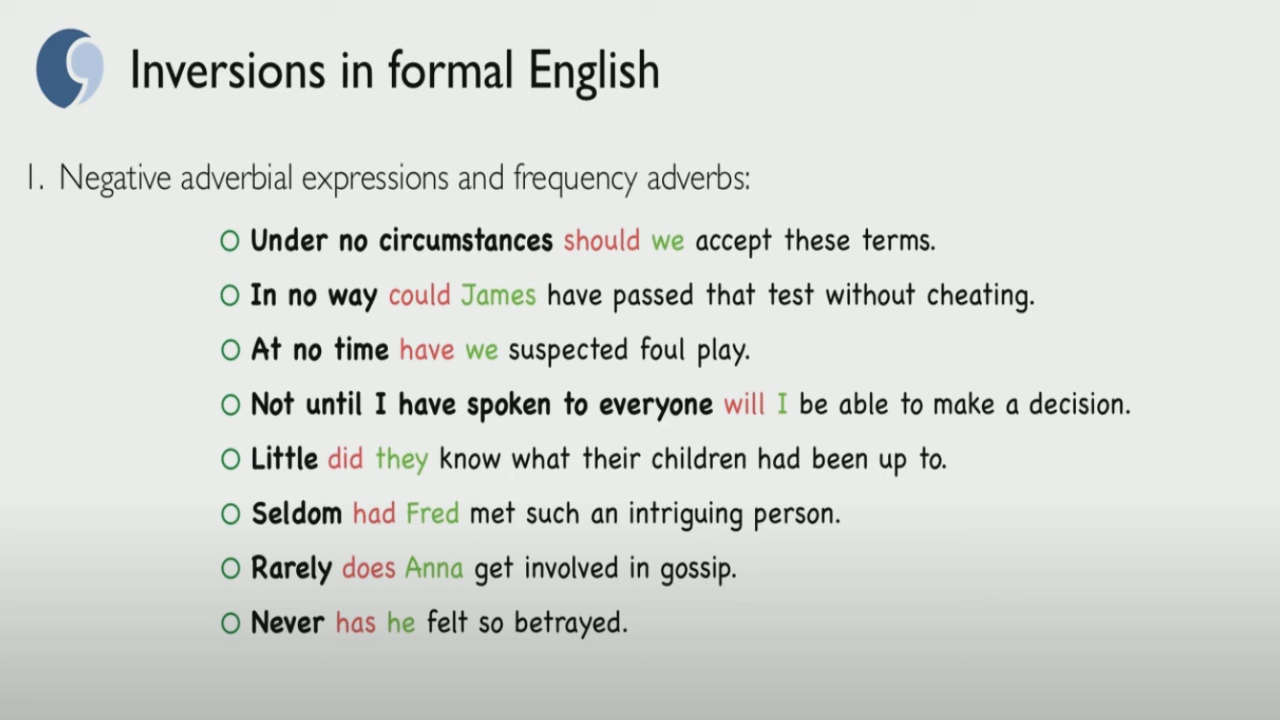 Inversions in formal English
1. Negative adverbial expressions and frequency adverbs:
Under no circumstances should we accept these terms.
In no way could James have passed that test without cheating.
At no time have we suspected foul play.
Not until I have spoken to everyone will I be able to make a decision.
Little did they know what their children had been up to.
Seldom had Fred met such an intriguing person.
Rarely does Anna get involved in gossip.
Never has he felt so betrayed.